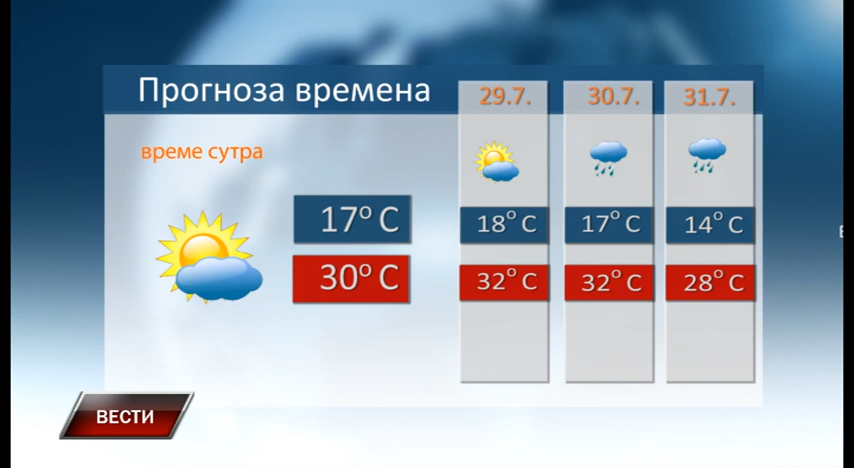 Прогноза времена
време сутра
17° C
30° C
29.7. 30.7. 31.7.
18° C 17° C 14° C
32° C 32° C 28° C
ВЕСТИ